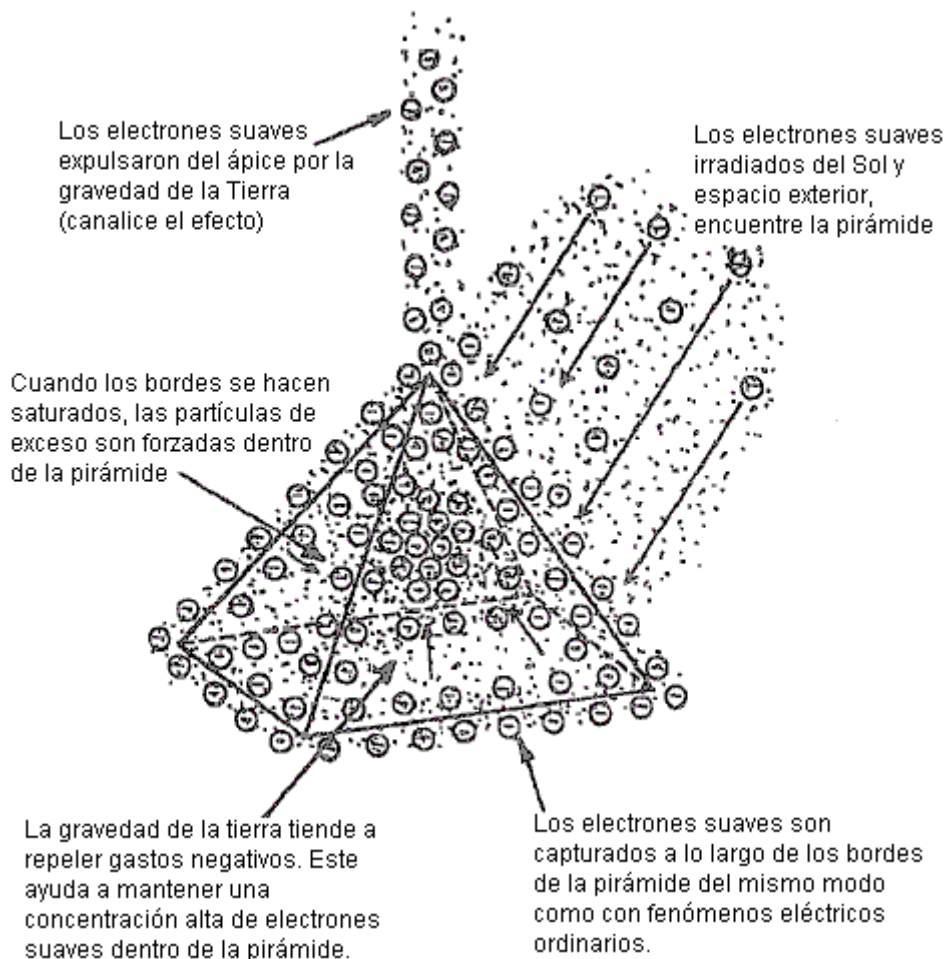 Los electrones suaves
expulsaron del ápice por la
gravedad de la Tierra
(canalice el efecto)
Los electrones suaves
irradiados del Sol y
espacio exterior,
encuentre la pirámide
Cuando los bordes se hacen
saturados, las partículas de
exceso son forzadas dentro
de la pirámide
La gravedad de la tierra tiende a
repeler gastos negativos. Este
ayuda a mantener una
concentración alta de electrones
suaves dentro de la pirámide.
Los electrones suaves son
capturados a lo largo de los bordes
de la pirámide del mismo modo
como con fenómenos eléctricos
ordinarios.